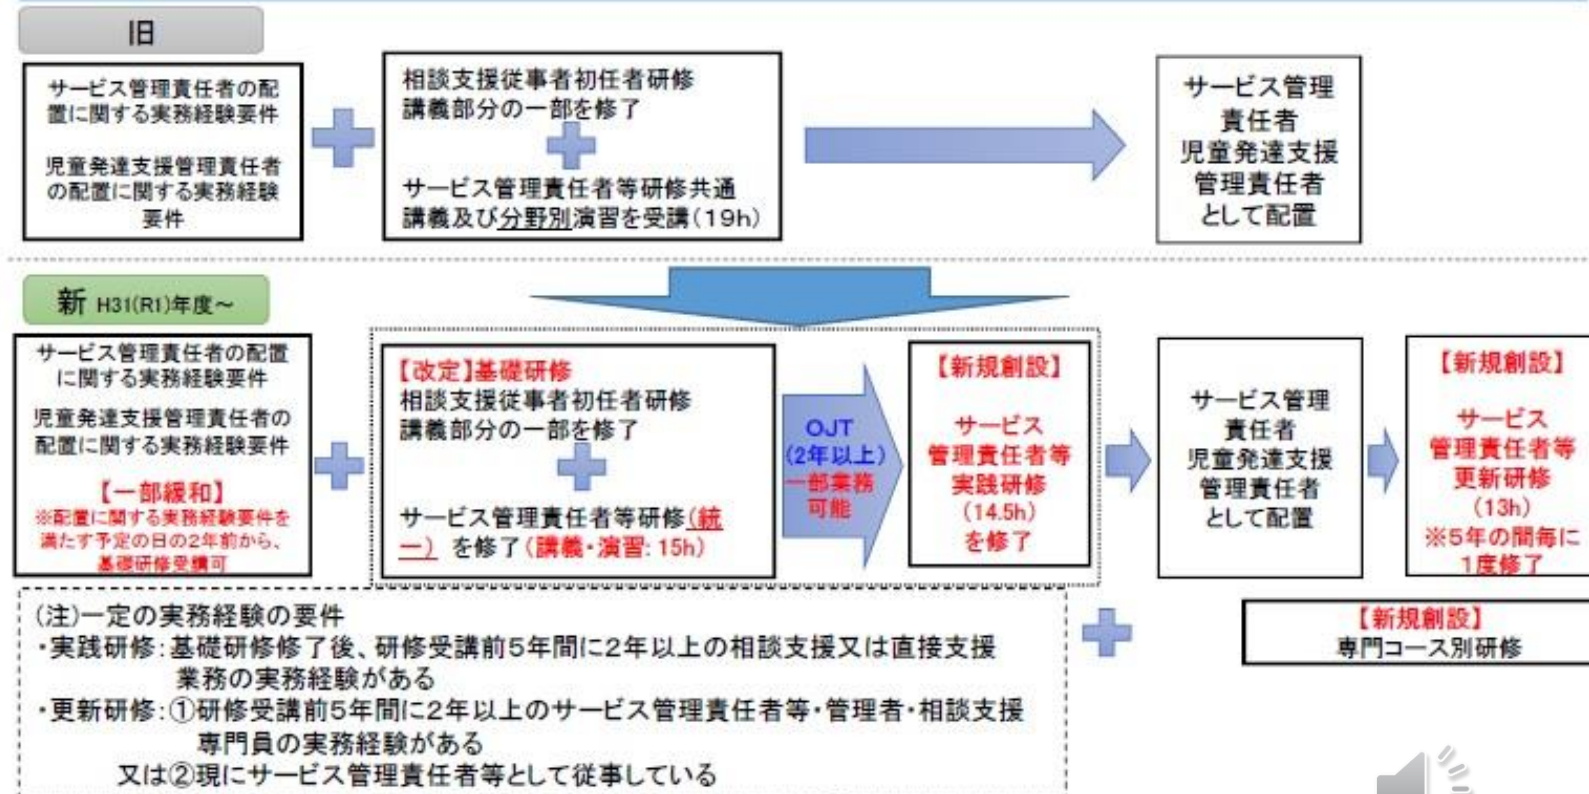 旧
サービス管理責任者の配
置に関する実務経験要件
児童発達支援管理責任者
の配置に関する実務経験
要件
相談支援従事者初任者研修
講義部分の一部を修了
サービス管理責任者等研修共通
講義及び分野別演習を受講(19h)
サービス管理
責任者
児童発達支援
管理責任者
として配置
新 H31(R1)年度～
サービス管理責任者の配置
に関する実務経験要件
児童発達支援管理責任者の
配置に関する実務経験要件
【一部緩和】
※配置に関する実務経験要件を
満たす予定の日の2年前から、
基礎研修受講可
【改定】基礎研修
相談支援従事者初任者研修
講義部分の一部を修了
サービス管理責任者等研修(統
一) を修了(講義・演習: 15h)
OJT
(2年以上)
一部業務
可能
【新規創設】
サービス
管理責任者等
実践研修
(14.5h)
を修了
サービス管理
責任者
児童発達支援
管理責任者
として配置
【新規創設】
サービス
管理責任者等
更新研修
(13h)
※5年の間毎に
1度修了
(注)一定の実務経験の要件
・実践研修：基礎研修修了後、研修受講前5年間に2年以上の相談支援又は直接支援
業務の実務経験がある
・更新研修：①研修受講前5年間に2年以上のサービス管理責任者等・管理者・相談支援
専門員の実務経験がある
又は②現にサービス管理責任者等として従事している
【新規創設】
専門コース別研修